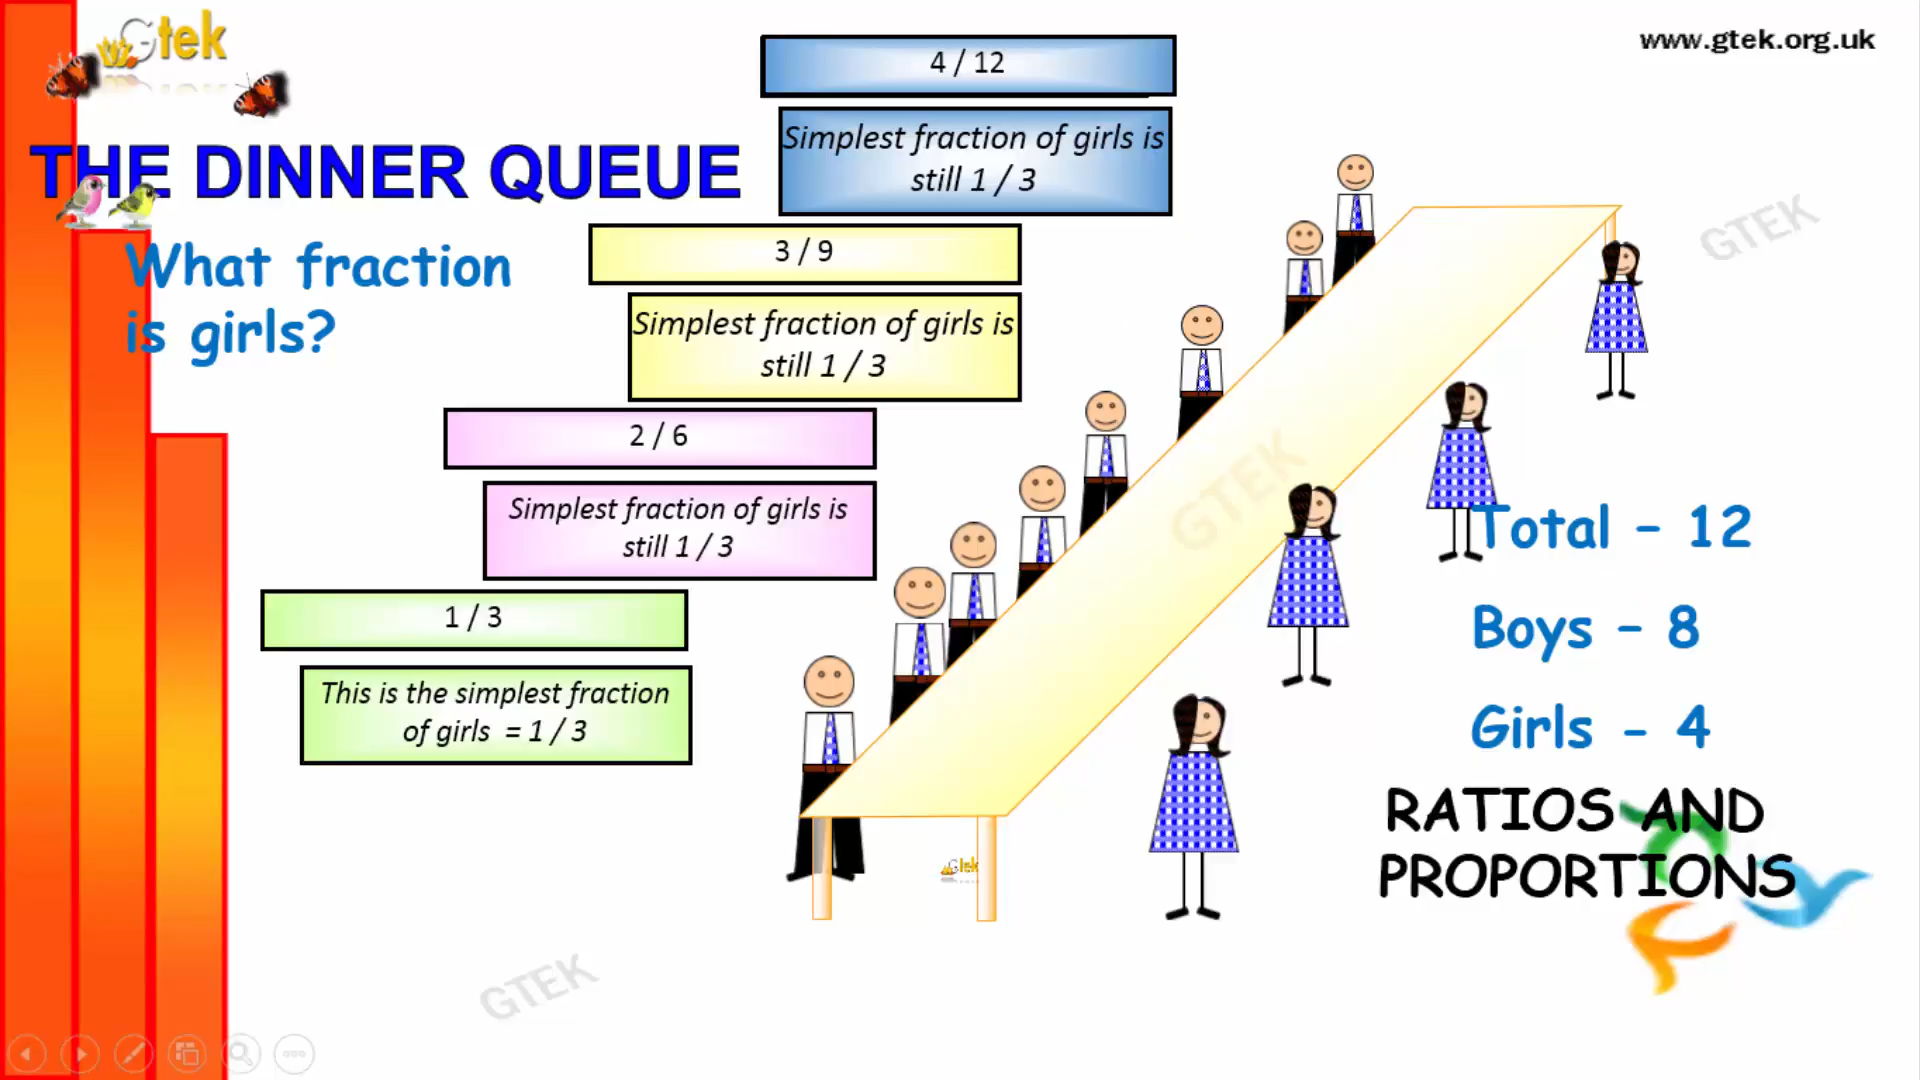 Gtek
www.gtek.org.uk
4 / 12
Simplest fraction of girls is
still 1 / 3
THE DINNER QUEUE
What fraction
is girls?
3 / 9
Simplest fraction of girls is
still 1 / 3
2 / 6
Simplest fraction of girls is
still 1 / 3
1 / 3
This is the simplest fraction
of girls = 1 / 3
Total – 12
Boys – 8
Girls - 4
RATIOS AND
PROPORTIONS
GTEK
GTEK
GTEK
Gtek